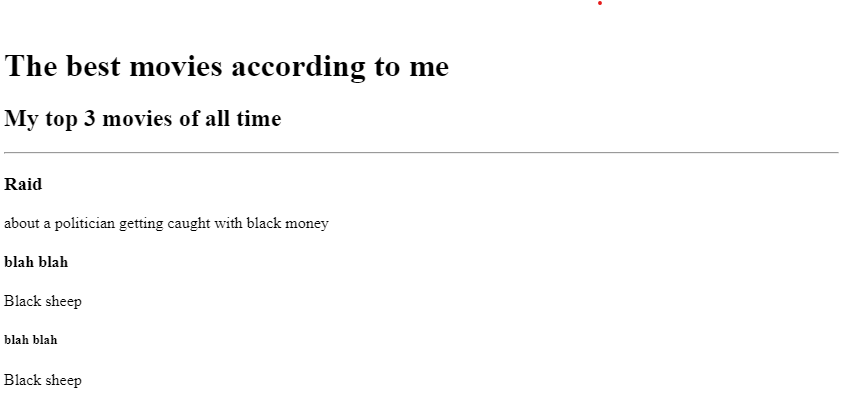 The best movies according to me
My top 3 movies of all time
Raid
about a politician getting caught with black money
blah blah
Black sheep
blah blah
Black sheep